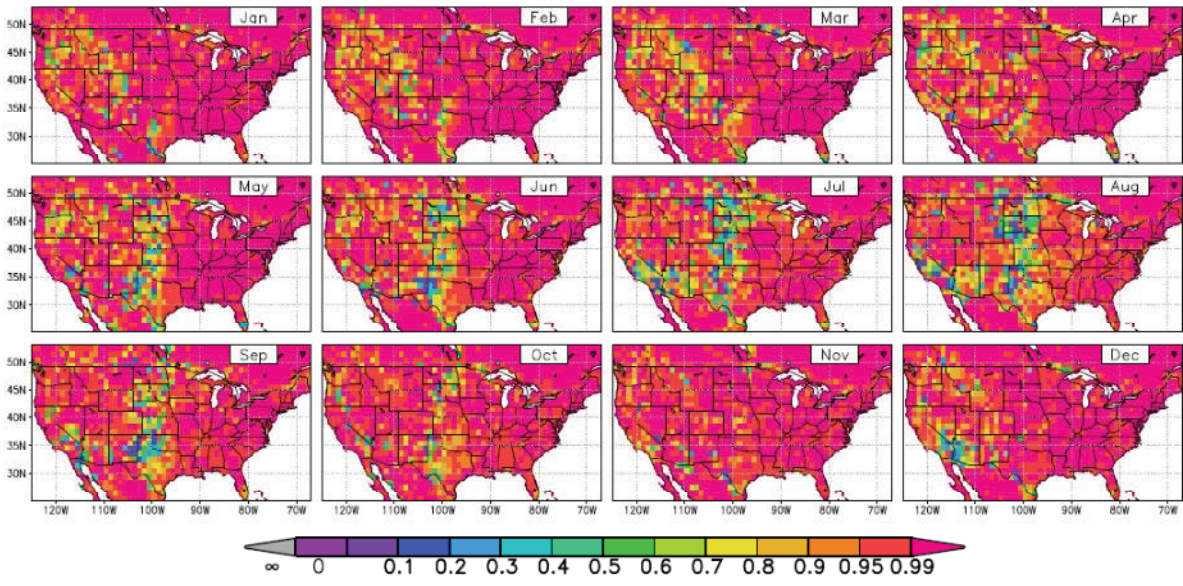 Jan Feb Mar Apr
50N
45N
40N
35N
30N
May Jun Jul Aug
50N
45N
40N
35N
30N
Sep Oct Nov Dec
50N
45N
40N
35N
30N
120W 110W 100W 90W 80W 70W 120W 110W 100W 90W 80W 70W 120W 110W 100W 90W 80W 70W 120W 110W 100W 90W 80W 70W
∞ 0 0.1 0.2 0.3 0.4 0.5 0.6 0.7 0.8 0.9 0.95 0.99